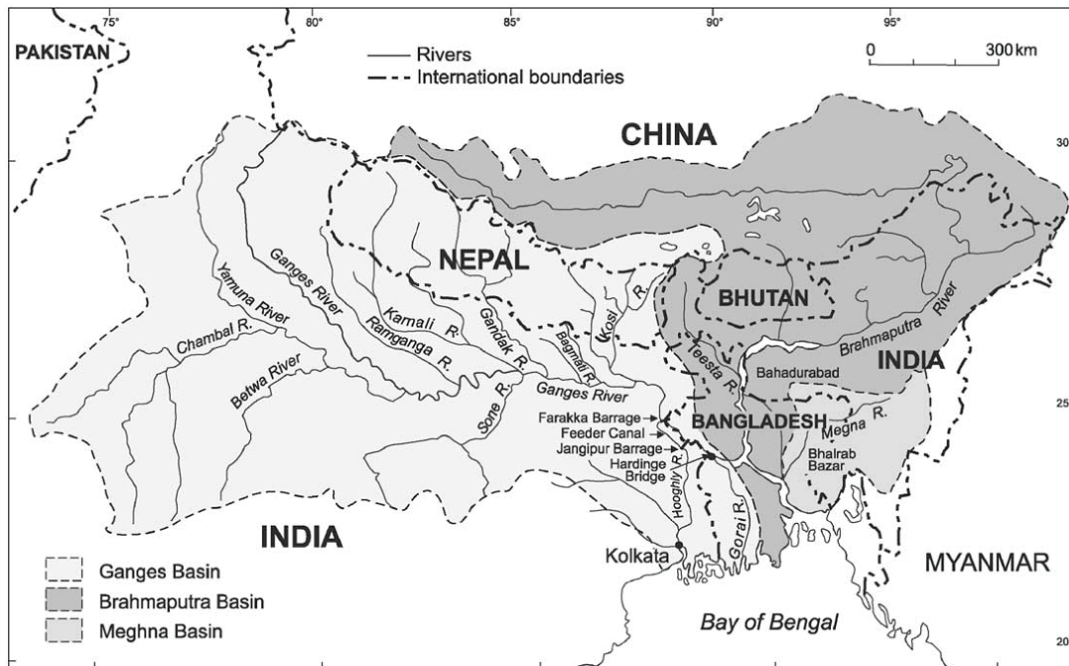 75°
80°
85°
90°
95°
PAKISTAN
Rivers
International boundaries
0 300 km
CHINA
30
NEPAL
BHUTAN
INDIA
Yamuna River
Ganges River
Chambal R.
Betwa River
Karnali R.
Ramganga R.
Gandak R.
Bagmati R.
Kosi R.
Sone R.
Ganges River
Teesta R.
Brahmaputra River
Bahadurabad
25
BANGLADESH
Megna R.
Bhalrab
Bazar
Farakka Barrage
Feeder Canal
Jangipur Barrage
Hardinge
Bridge
Hooghly R.
Gorai R.
INDIA
Kolkata
MYANMAR
Bay of Bengal
Ganges Basin
Brahmaputra Basin
Meghna Basin
20